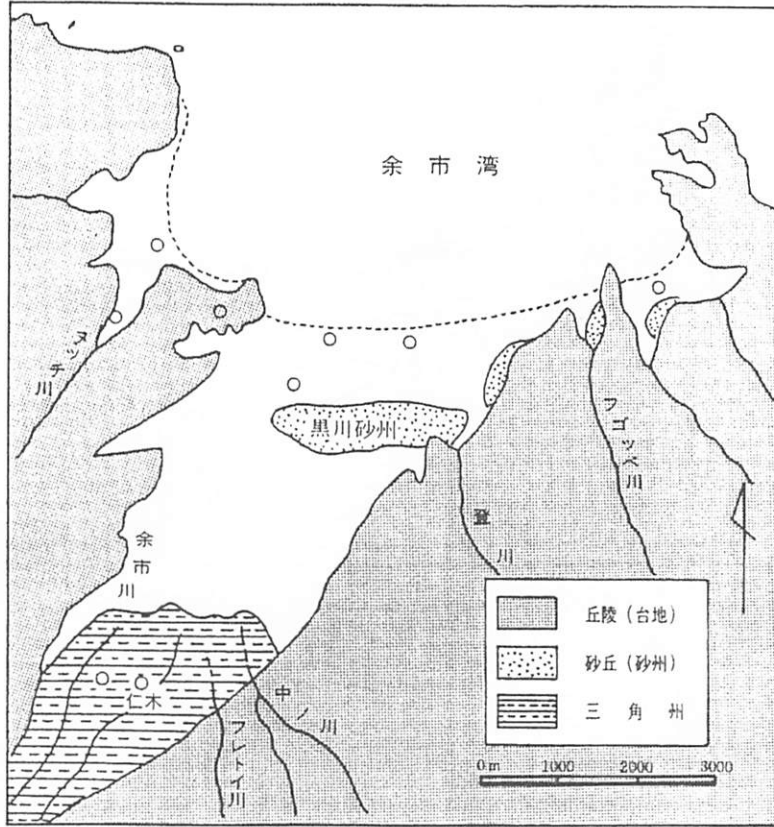 余市湾
ヌッチ川
黒川砂州
フゴッペ川
登川
余市川
仁木
中ノ川
フレトイ川
丘陵(台地)
砂丘(砂州)
三角州
0m 1000 2000 3000